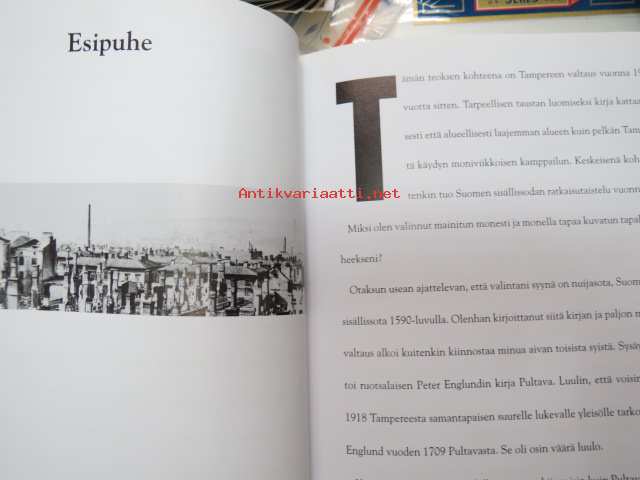 Esipuhe
Tämän teoksen kohteena on Tampereen valtaus vuonna 19
vuotta sitten. Tarpeellisen taustan luomiseksi kirja kattaa
sesti että alueellisesti laajemman alueen kuin pelkän Tam
tä käydyn moniviikkoisen kamppailun. Keskeisenä koh
tenkin tuo Suomen sisällissodan ratkaisutaistelu vuonn
Miksi olen valinnut mainitun monesti ja monella tapaa kuvatun tapa
heekseni?
Otaksun usean ajattelevan, että valintani syynä on nuijasota, Suom
sisällissota 1590-luvulla. Olenhan kirjoittanut siitä kirjan ja paljon m
valtaus alkoi kuitenkin kiinnostaa minua aivan toisista syistä. Sysä
toi ruotsalaisen Peter Englundin kirja Pultava. Luulin, että voisin
1918 Tampereesta samantapaisen suurelle lukevalle yleisölle tarko
Englund vuoden 1709 Pultavasta. Se oli osin väärä luulo.
Antikvariaatti.net